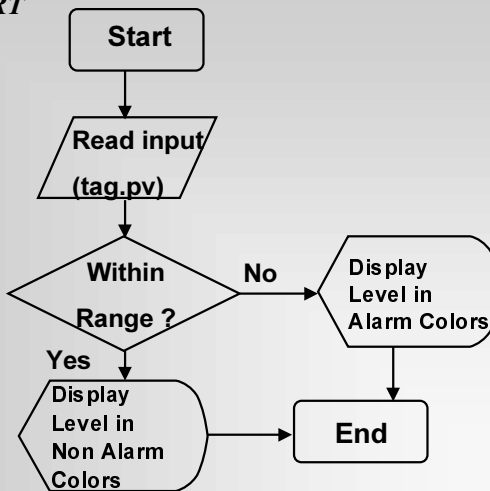 Start
Read input
(tag.pv)
Within
Range ?
No
Display
Level in
Alarm Colors
Yes
Display
Level in
Non Alarm
Colors
End